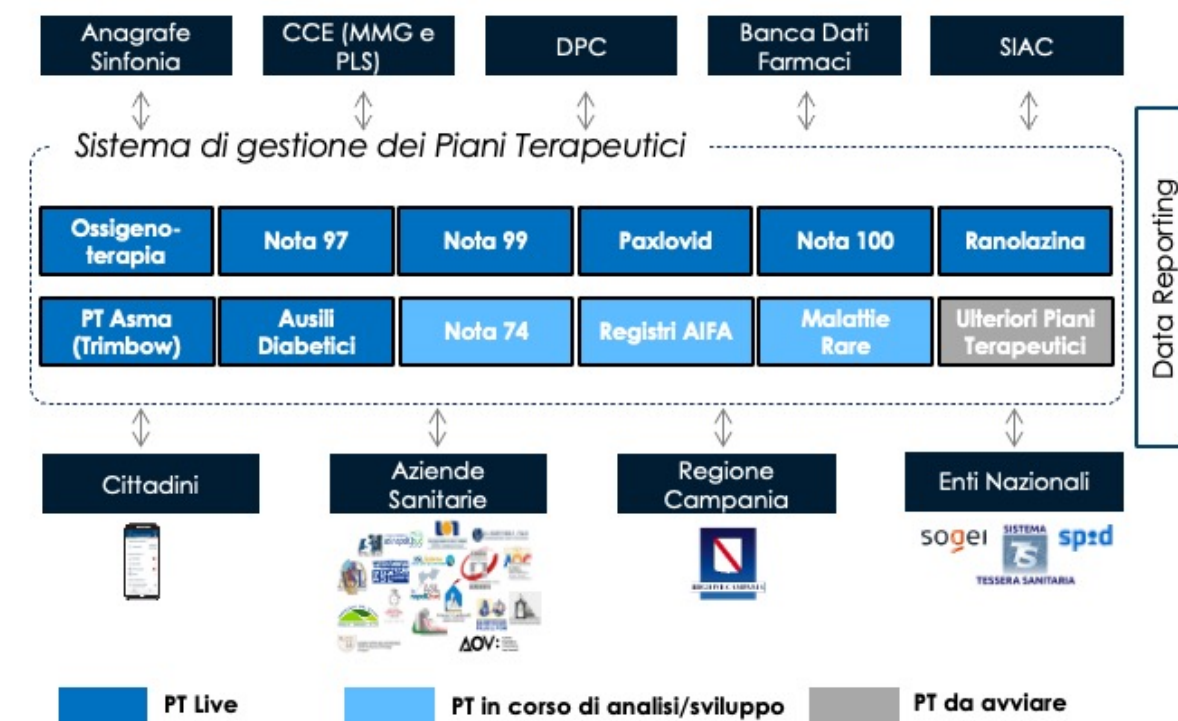 Anagrafe
Sinfonia
CCE (MMG e
PLS)
DPC
Banca Dati
Farmaci
SIAC
Sistema di gestione dei Piani Terapeutici
Ossigeno-
terapia
Nota 97
Nota 99
Paxlovid
Nota 100
Ranolazina
PT Asma
(Trimbow)
Ausili
Diabetici
Nota 74
Registri AIFA
Malattie
Rare
Ulteriori Piani
Terapeutici
Data Reporting
Cittadini
Aziende
Sanitarie
Regione
Campania
Enti Nazionali
sogei
SISTEMA
TS
TESSERA SANITARIA
spid
REGIONE CAMPANIA
AOV:
PT Live
PT in corso di analisi/sviluppo
PT da avviare